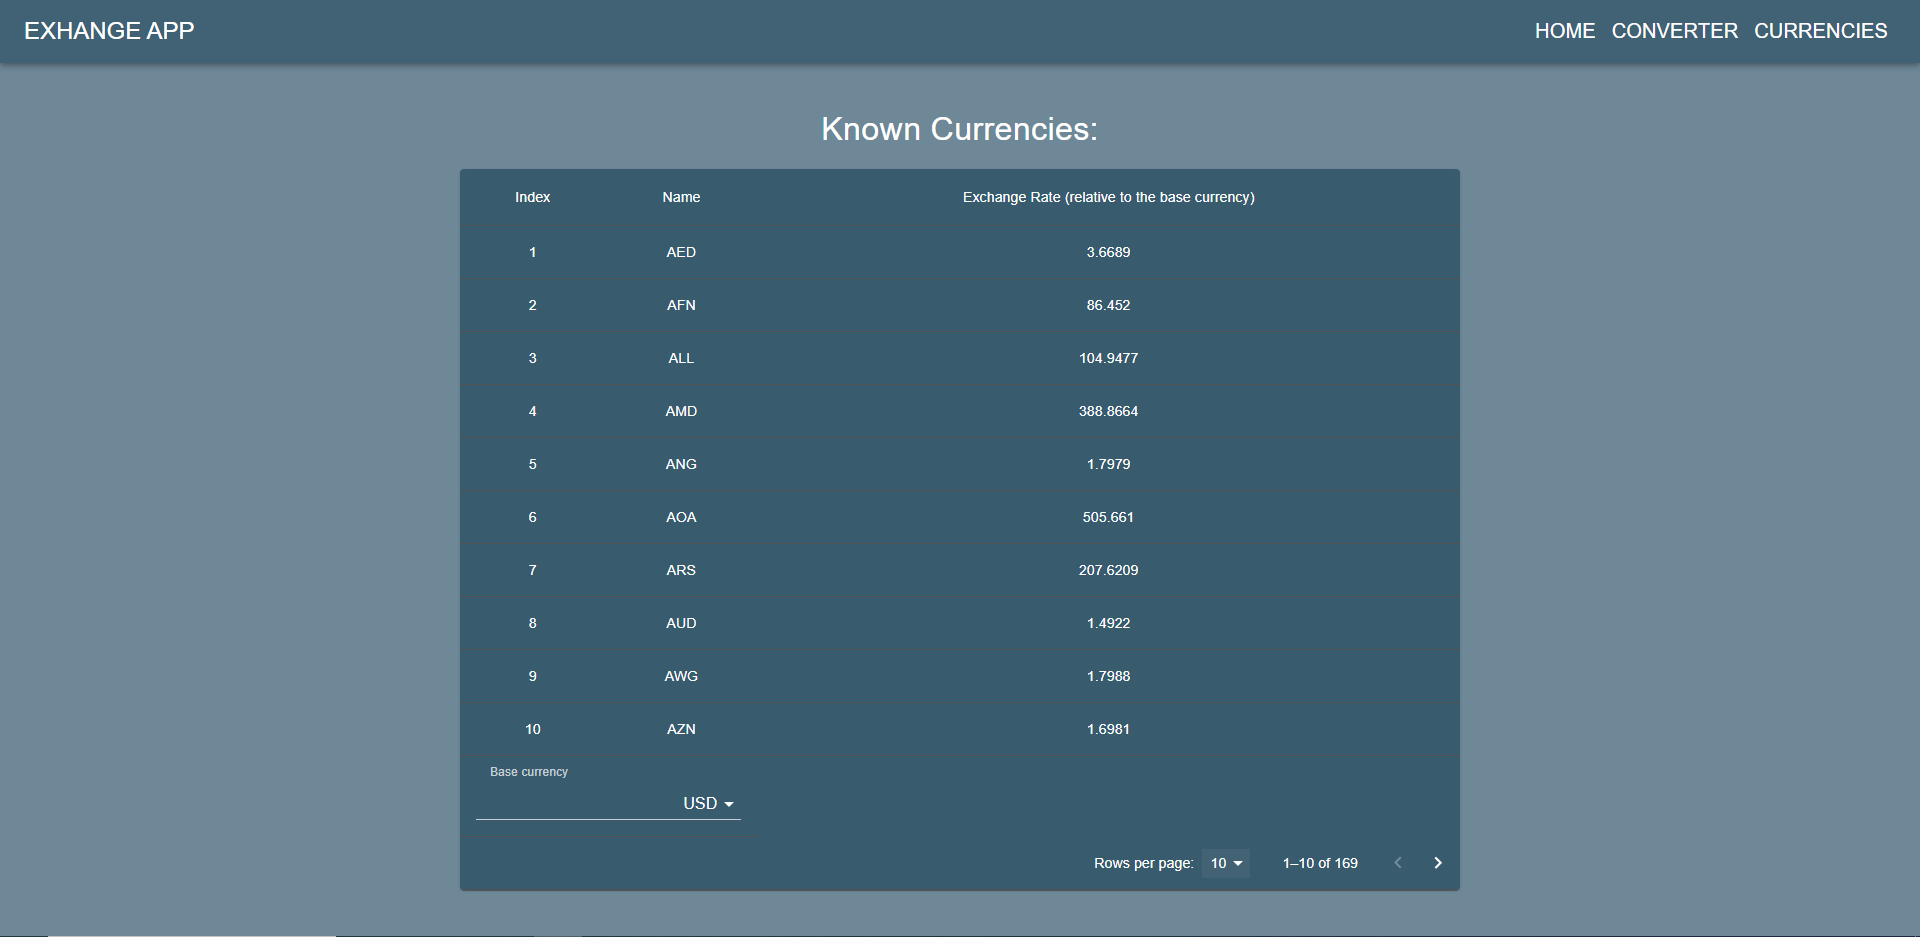 EXHANGE APP HOME CONVERTER CURRENCIES
Known Currencies:
Index Name Exchange Rate (relative to the base currency)
1 AED 3.6689
2 AFN 86.452
3 ALL 104.9477
4 AMD 388.8664
5 ANG 1.7979
6 AOA 505.661
7 ARS 207.6209
8 AUD 1.4922
9 AWG 1.7988
10 AZN 1.6981
Base currency
USD
Rows per page: 10 1–10 of 169